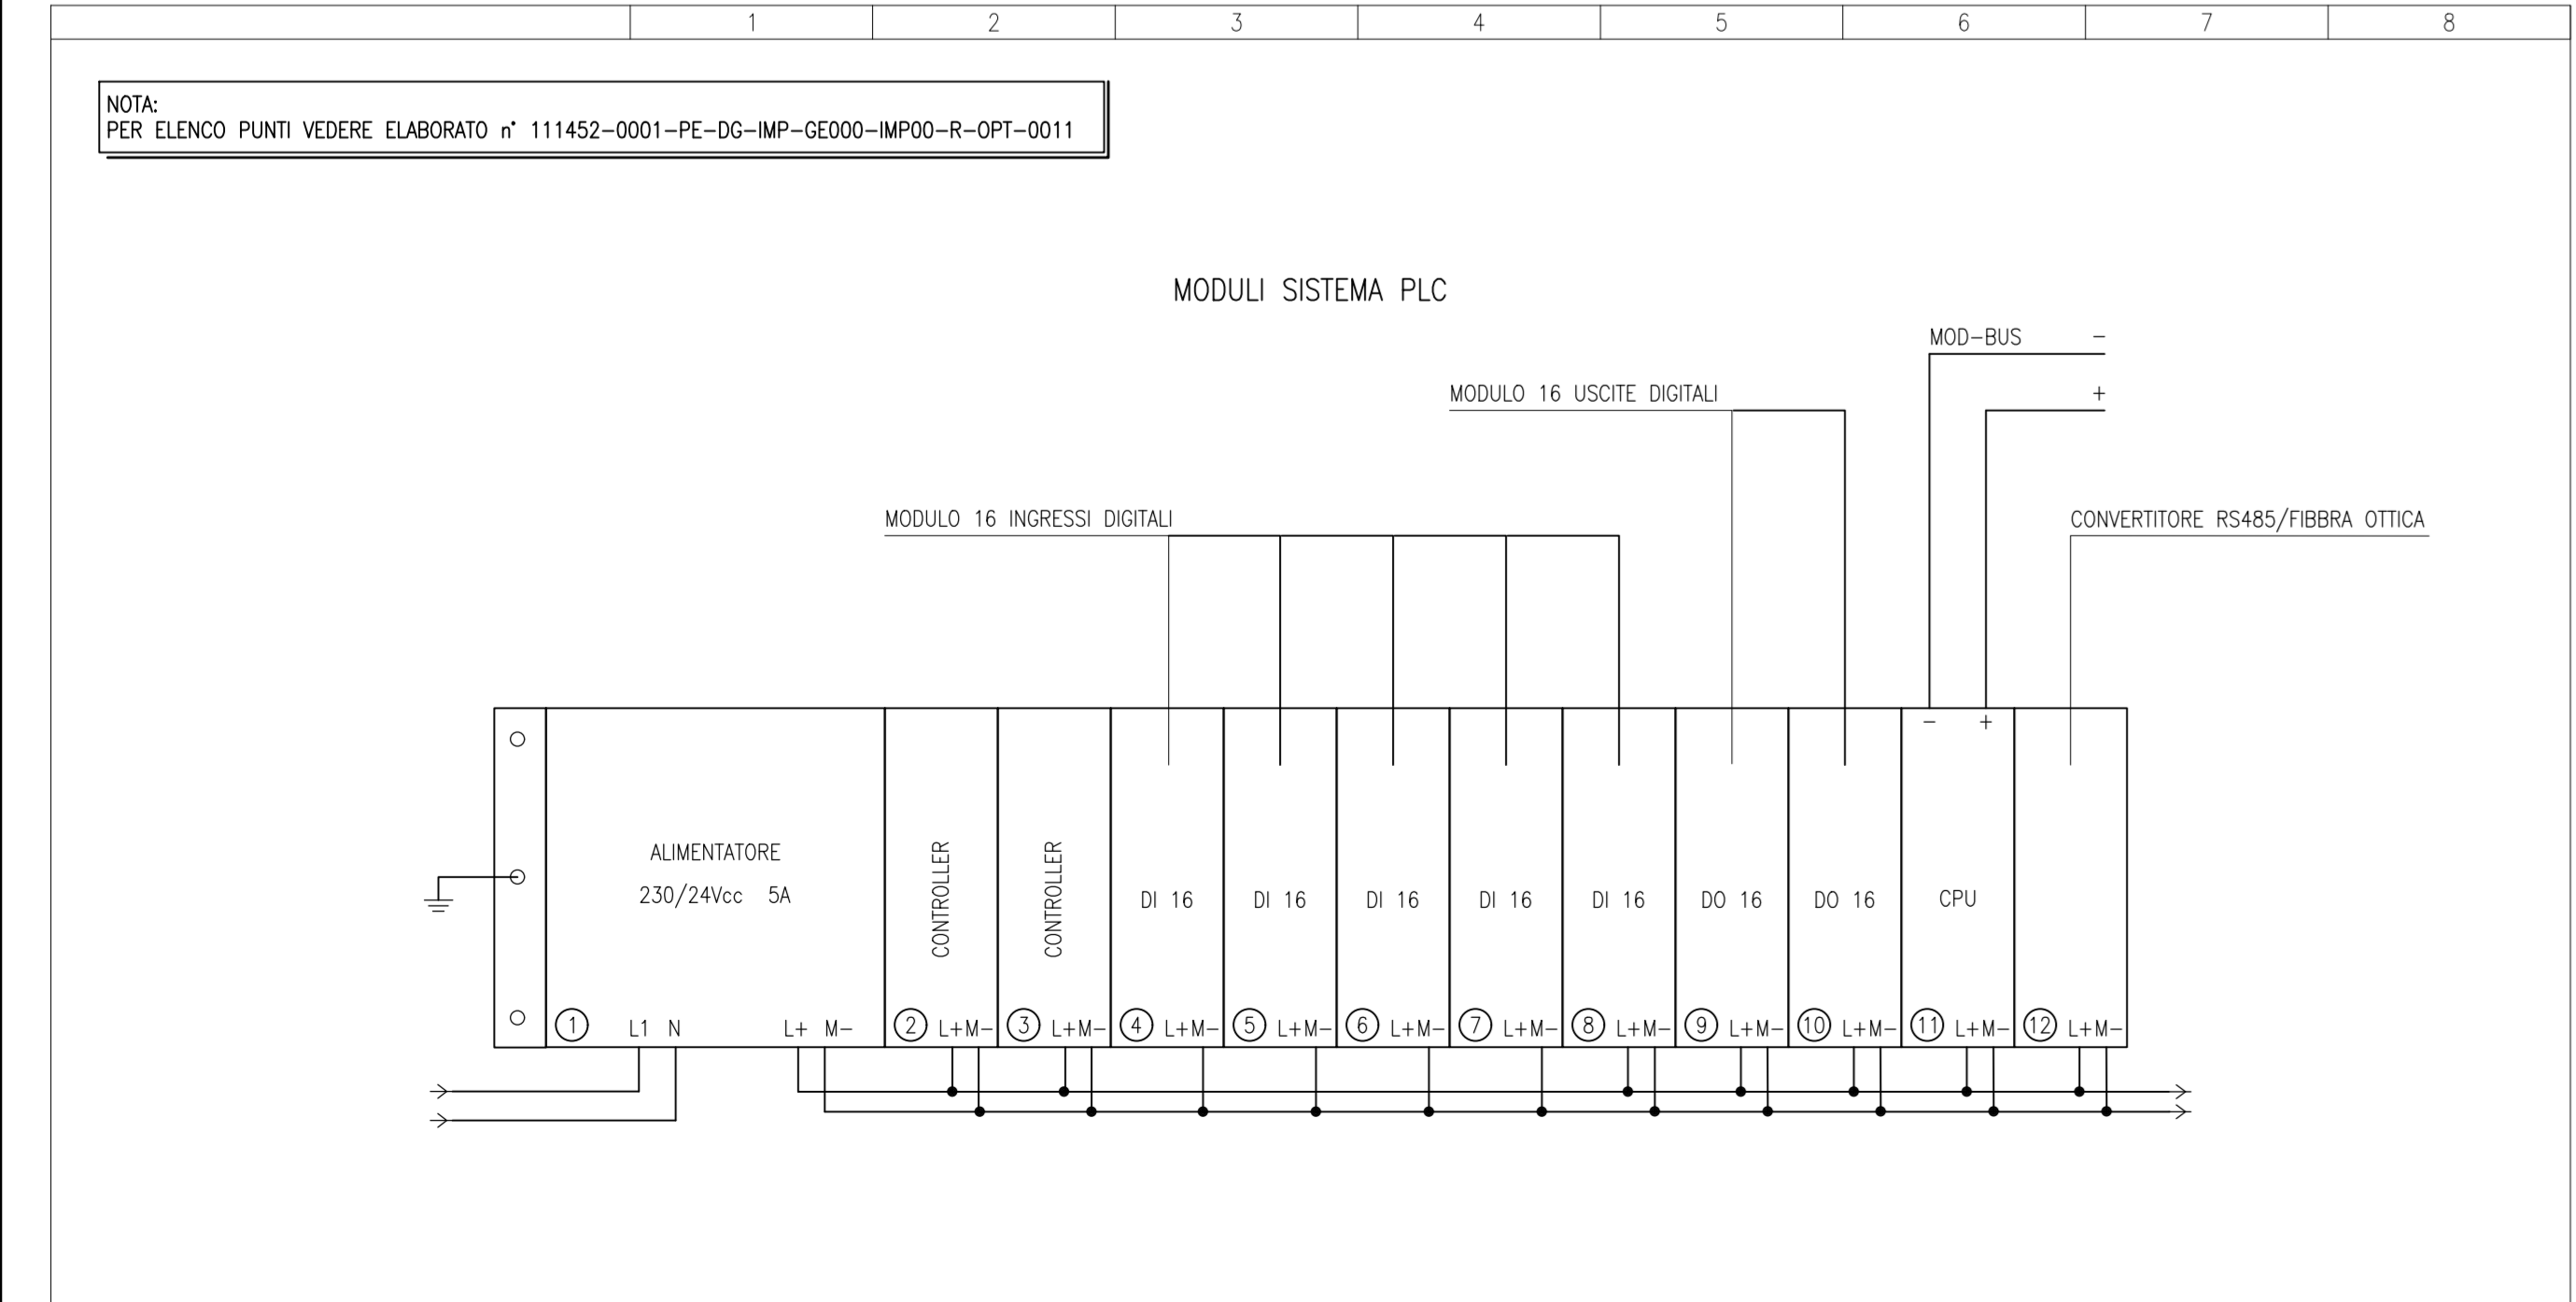 1 2 3 4 5 6 7 8
NOTA:
PER ELENCO PUNTI VEDERE ELABORATO n° 111452-0001-PE-DG-IMP-GE000-IMP00-R-OPT-0011
MODULI SISTEMA PLC
MOD-BUS -
MODULO 16 USCITE DIGITALI +
MODULO 16 INGRESSI DIGITALI CONVERTITORE RS485/FIBBRA OTTICA
- +
ALIMENTATORE
230/24Vcc 5A
CONTROLLER
CONTROLLER
DI 16 DI 16 DI 16 DI 16 DI 16 DO 16 DO 16 CPU
1 L1 N L+ M- 2 L+M- 3 L+M- 4 L+M- 5 L+M- 6 L+M- 7 L+M- 8 L+M- 9 L+M- 10 L+M- 11 L+M- 12 L+M-